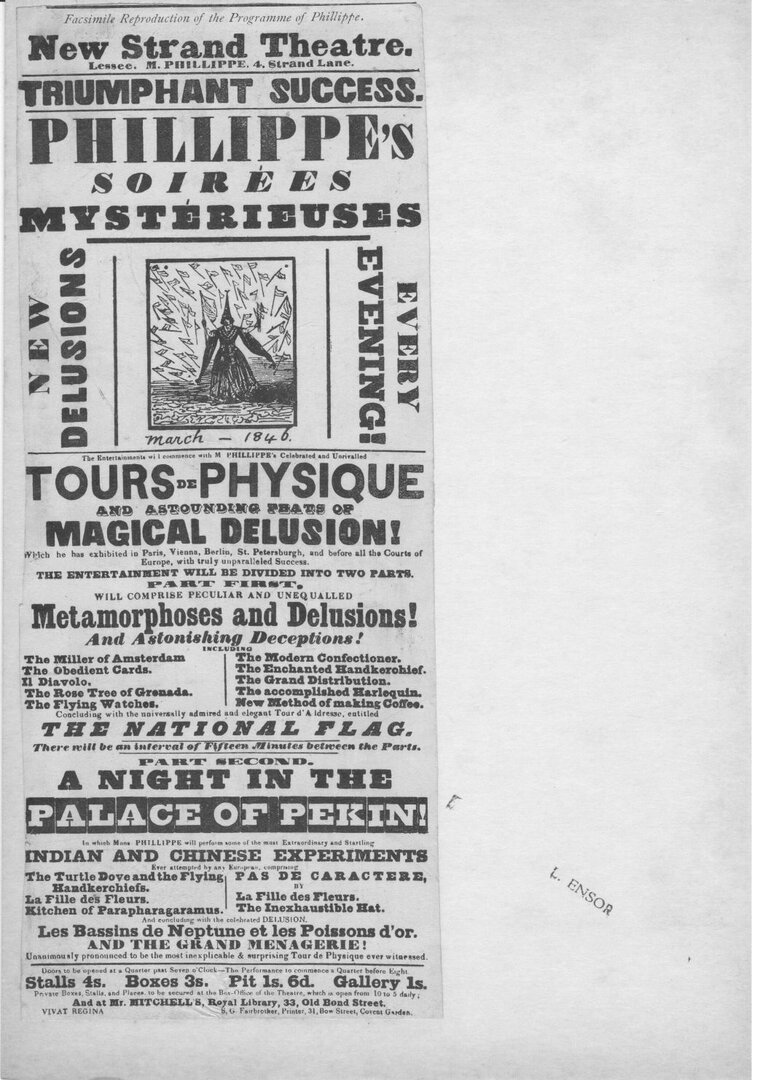 Facsimile Reproduction of the Programme of Phillippe.
New Strand Theatre.
Lessee. M. PHILLIPPE. 4. Strand Lane.
TRIUMPHANT SUCCESS.
PHILLIPPE'S
SOIRÉES
MYSTÉRIEUSES
NEW
DELUSIONS
EVERY
EVENING!
March — 1846.
The Entertainments will commence with M PHILLIPPE's Celebrated and Unrivalled
TOURS DE PHYSIQUE
AND ASTOUNDING FEATS OF
MAGICAL DELUSION!
Which he has exhibited in Paris, Vienna, Berlin, St. Petersburgh, and before all the Courts of
Europe, with truly unparalleled Success.
THE ENTERTAINMENT WILL BE DIVIDED INTO TWO PARTS.
PART FIRST.
WILL COMPRISE PECULIAR AND UNEQUALLED
Metamorphoses and Delusions!
And Astonishing Deceptions!
INCLUDING
The Miller of Amsterdam
The Obedient Cards.
Il Diavolo.
The Rose Tree of Grenada.
The Flying Watches.
The Modern Confectioner.
The Enchanted Handkerchief.
The Grand Distribution.
The accomplished Harlequin.
New Method of making Coffee.
Concluding with the universally admired and elegant Tour d'Addresse, entitled
THE NATIONAL FLAG.
There will be an interval of Fifteen Minutes between the Parts.
PART SECOND.
A NIGHT IN THE
PALACE OF PEKIN!
In which Mons PHILLIPPE will perform some of the most Extraordinary and Startling
INDIAN AND CHINESE EXPERIMENTS
Ever attempted by any European, comprising
The Turtle Dove and the Flying
Handkerchiefs.
La Fille des Fleurs.
Kitchen of Parapharagaramus.
PAS DE CARACTERE,
BY
La Fille des Fleurs.
The Inexhaustible Hat.
And concluding with the celebrated DELUSION.
Les Bassins de Neptune et les Poissons d'or.
AND THE GRAND MENAGERIE!
Unanimously pronounced to be the most inexplicable & surprising Tour de Physique ever witnessed.
Doors to be opened at a Quarter past Seven o'Clock—The Performance to commence a Quarter before Eight.
Stalls 4s. Boxes 3s. Pit 1s. 6d. Gallery 1s.
Private Boxes, Stalls, and Places, to be secured at the Box-Office of the Theatre, which is open from 10 to 5 daily;
And at Mr. MITCHELL'S, Royal Library, 33, Old Bond Street.
VIVAT REGINA
S. G. Fairbrother, Printer, 31, Bow Street, Covent Garden.
E
L. ENSOR